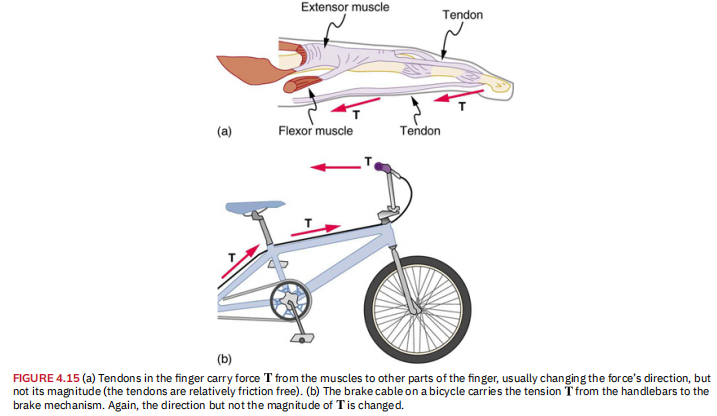 Extensor muscle
Tendon
T
T
(a)
Flexor muscle
Tendon
T
T
T
(b)
FIGURE 4.15 (a) Tendons in the finger carry force T from the muscles to other parts of the finger, usually changing the force's direction, but
not its magnitude (the tendons are relatively friction free). (b) The brake cable on a bicycle carries the tension T from the handlebars to the
brake mechanism. Again, the direction but not the magnitude of T is changed.